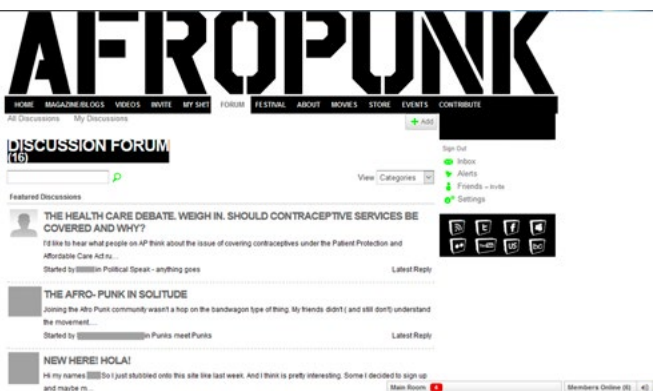 AFROPUNK
HOME MAGAZINE/BLOGS VIDEOS INVITE MY SHIT FORUM FESTIVAL ABOUT MOVIES STORE EVENTS CONTRIBUTE
All Discussions My Discussions
+ Add
DISCUSSION FORUM
(16)
View Categories
Sign Out
Inbox
Alerts
Friends – Invite
Settings
Featured Discussions
THE HEALTH CARE DEBATE. WEIGH IN. SHOULD CONTRACEPTIVE SERVICES BE
COVERED AND WHY?
I'd like to hear what people on AP think about the issue of covering contraceptives under the Patient Protection and
Affordable Care Act ru...
Started by in Political Speak - anything goes Latest Reply
THE AFRO- PUNK IN SOLITUDE
Joining the Afro Punk community wasn't a hop on the bandwagon type of thing. My friends didn't ( and still don't) understand
the movement....
Started by in Punks meet Punks Latest Reply
NEW HERE! HOLA!
Hi my names So I just stubbled onto this site like last week. And I think is pretty interesting. Some I decided to sign up
and maybe m...
Main Room Members Online (6)